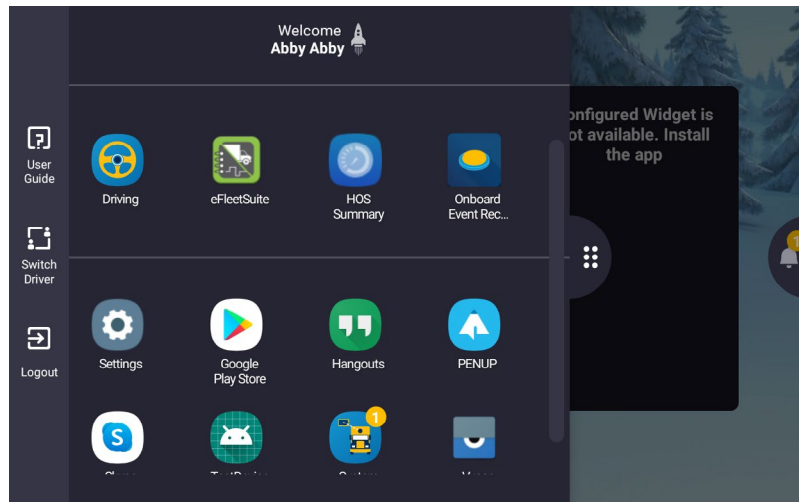 Welcome
Abby Abby
User
Guide
Switch
Driver
Logout
Driving
eFleetSuite
HOS
Summary
Onboard
Event Rec...
Settings
Google
Play Store
Hangouts
PENUP
S
1
onfigured Widget is
ot available. Install
the app
1